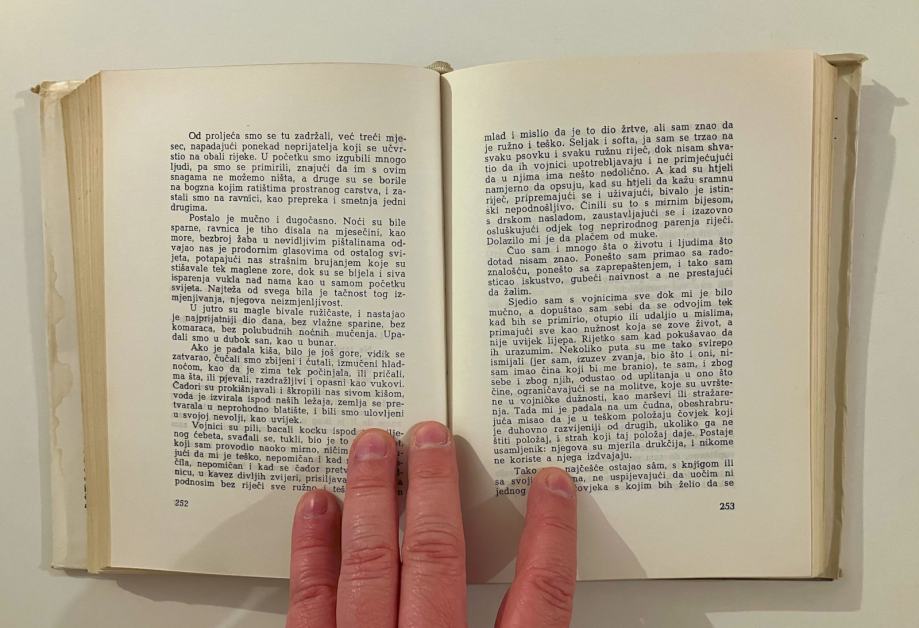 Od proljeća smo se tu zadržali, već treći mje-
sec, napadajući ponekad neprijatelja koji se učvr-
stio na obali rijeke. U početku smo izgubili mnogo
ljudi, pa smo se primirili, znajući da im s ovim
snagama ne možemo ništa, a druge su se borile
na bogzna kojim ratištima prostranog carstva, i za-
stali smo na ravnici, kao prepreka i smetnja jedni
drugima.
Postalo je mučno i dugočasno. Noći su bile
sparne, ravnica je tiho disala na mjesečini, kao
more, bezbroj žaba u nevidljivim pištalinama od-
vajao nas je prodornim glasovima od ostalog svi-
jeta, potapajući nas strašnim brujanjem koje su
stišavale tek maglene zore, dok su se bijela i siva
isparenja vukla nad nama kao u samom početku
svijeta. Najteža od svega bila je tačnost tog iz-
mjenjivanja, njegova neizmjenljivost.
U jutro su magle bivale ružičaste, i nastajao
je najprijatniji dio dana, bez vlažne sparine, bez
komaraca, bez polubudnih noćnih mučenja. Upa-
dali smo u dubok san, kao u bunar.
Ako je padala kiša, bilo je još gore, vidik se
zatvarao, čučali smo zbijeni i ćutali, izmučeni hlad-
noćom, kao da je zima tek počinjala, ili pričali,
ma šta, ili pjevali, razdražljivi i opasni kao vukovi.
Čadori su prokišnjavali i škropili nas sivom kišom,
voda je izvirala ispod naših ležaja, zemlja se pre-
tvarala u neprohodno blatište, i bili smo ulovljeni
u svojoj nevolji, kao uvijek.
Vojnici su pili, bacali kocku ispod
nog ćebeta, svađali se, tukli, bio je to
koji sam provodio naoko mirno, ničim
jući da mi je teško, nepomičan i kad
čila, nepomičan i kad se čador
nicu, u kavez divljih zvijeri,
podnosim bez riječi sve ružno i
252
mlad i mislio da je to dio žrtve, ali sam znao da
je ružno i teško. Seljak i softa, ja sam se trzao na
svaku psovku i svaku ružnu riječ, dok nisam shva-
tio da ih vojnici upotrebljavaju i ne primjećujući
da u njima ima nešto nedolično. A kad su htjeli
namjerno da opsuju, kad su htjeli da kažu sramnu
riječ, pripremajući se i uživajući, bivalo je istin-
ski nepodnošljivo. Činili su to s mirnim bijesom,
s drskom nasladom, zaustavljajući se i izazovno
osluškujući odjek tog neprirodnog parenja riječi.
Dolazilo mi je da plačem od muke.
Čuo sam i mnogo šta o životu i ljudima što
dotad nisam znao. Ponešto sam primao sa rado-
znalošću, ponešto sa zaprepaštenjem, i tako sam
sticao iskustvo, gubeći naivnost a ne prestajući
da žalim.
Sjedio sam s vojnicima sve dok mi je bilo
mučno, a dopuštao sam sebi da se odvojim tek
kad bih se primirio, otupio ili udaljio u mislima,
primajući sve kao nužnost koja se zove život, a
nije uvijek lijepa. Rijetko sam kad pokušavao da
ih urazumim. Nekoliko puta su me tako svirepo
ismijali (jer sam, izuzev zvanja, bio što i oni, ni-
sam imao čina koji bi me branio), te sam, i zbog
sebe i zbog njih, odustao od uplitanja u ono što
čine, ograničavajući se na molitve, koje su uvršte-
ne u vojničke dužnosti, kao marševi ili stražare-
nja. Tada mi je padala na um čudna, obeshrabru-
juća misao da je u teškom položaju čovjek koji
je duhovno razvijeniji od drugih, ukoliko ga ne
štiti položaj, i strah koji taj položaj daje. Postaje
usamljenik: njegova su mjerila drukčija, i nikome
ne koriste a njega izdvajaju.
Tako najčešće ostajao sâm, s knjigom ili
sa ne uspijevajući da uočim ni
jednog čovjeka s kojim bih želio da se
253